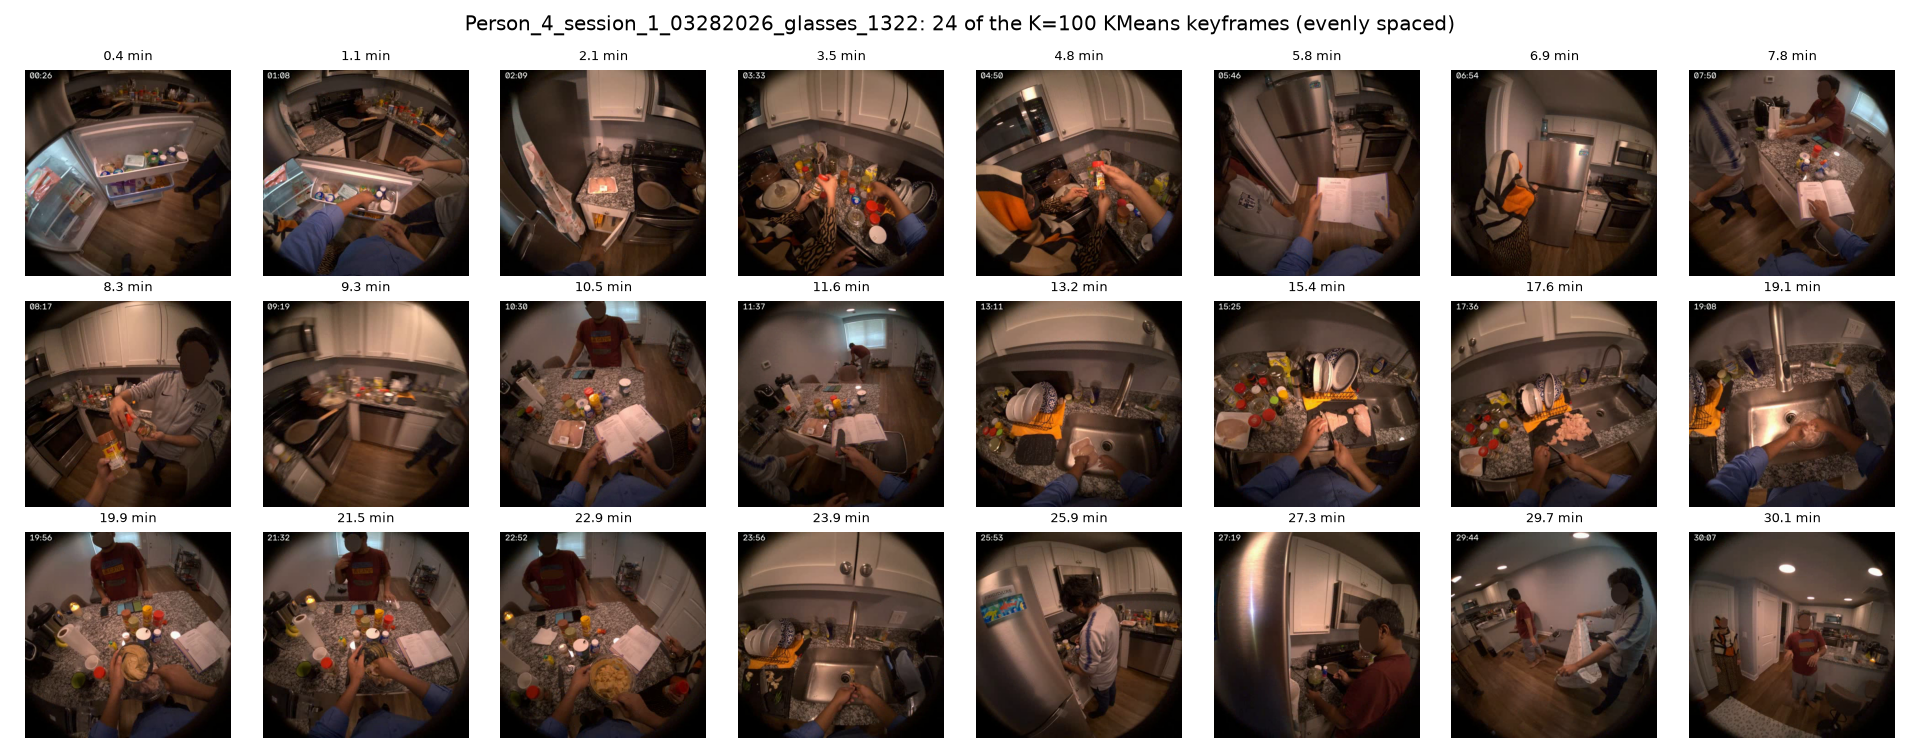 Person_4_session_1_03282026_glasses_1322: 24 of the K=100 KMeans keyframes (evenly spaced)
0.4 min
1.1 min
2.1 min
3.5 min
4.8 min
5.8 min
6.9 min
7.8 min
00:26
01:08
02:09
03:33
04:50
05:46
06:54
07:50
8.3 min
9.3 min
10.5 min
11.6 min
13.2 min
15.4 min
17.6 min
19.1 min
08:17
09:19
10:30
11:37
13:11
15:25
17:36
19:08
19.9 min
21.5 min
22.9 min
23.9 min
25.9 min
27.3 min
29.7 min
30.1 min
19:56
21:32
22:52
23:56
25:53
27:19
29:44
30:07